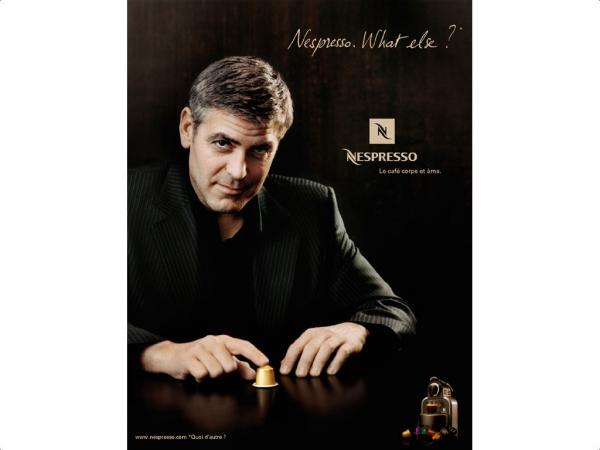 Nespresso. What else ?*
N
NESPRESSO
Le café corps et âme.
www.nespresso.com *Quoi d'autre ?